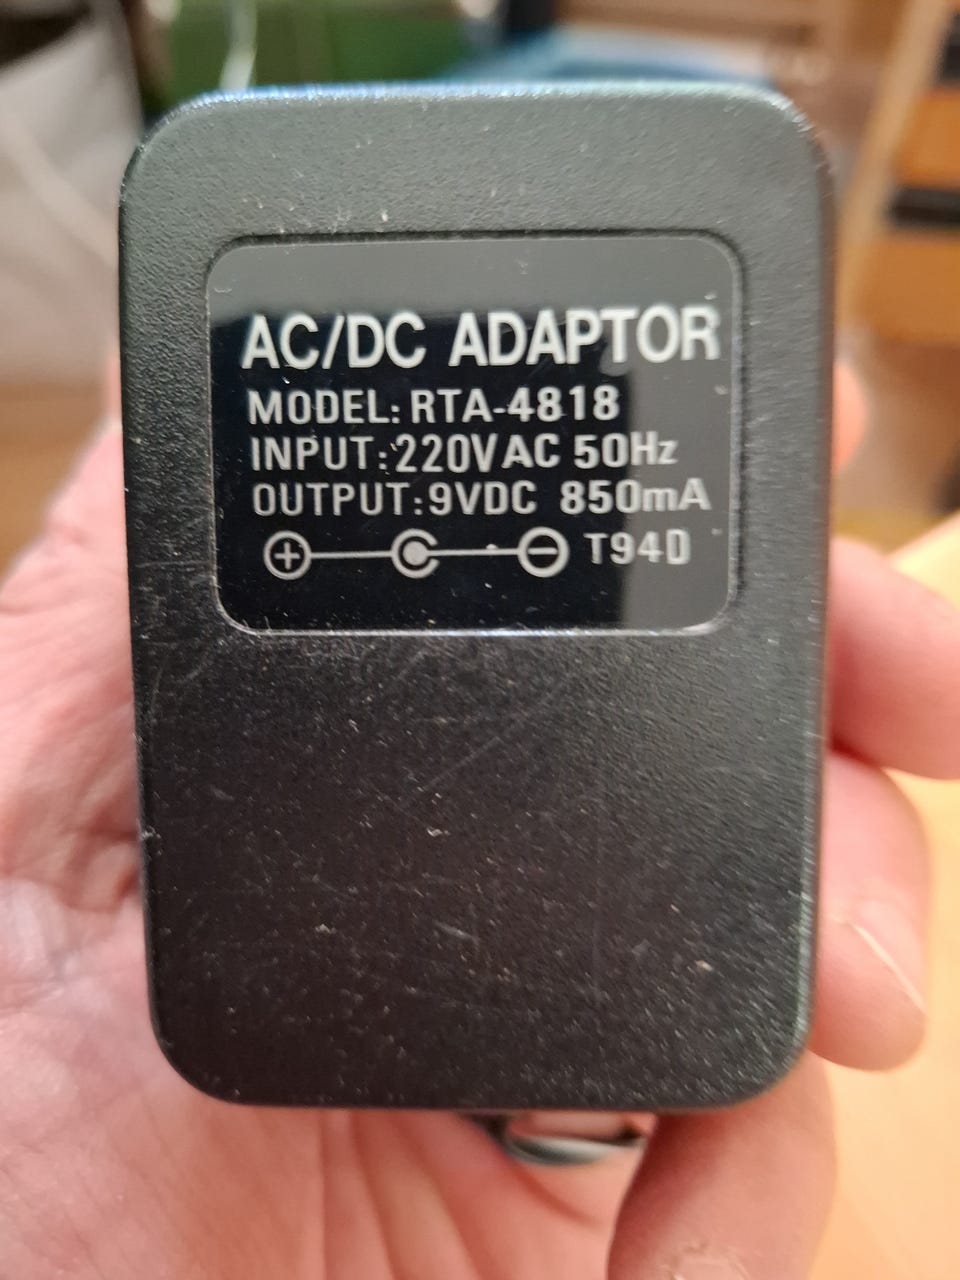 AC/DC ADAPTOR
MODEL: RTA-4818
INPUT: 220VAC 50Hz
OUTPUT: 9VDC 850mA
T94D